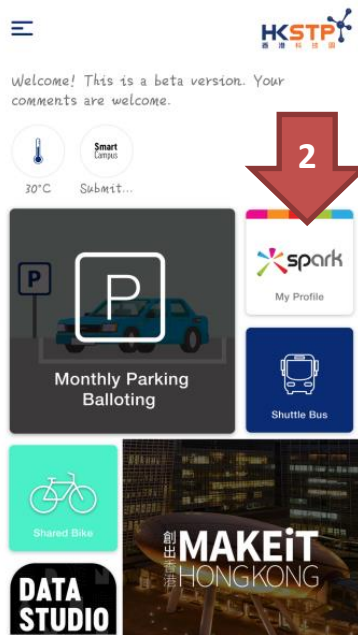 HKSTP
香港科技園
Welcome! This is a beta version. Your
comments are welcome.
Smart
Campus
30°C
Submit...
2
P
P
spark
My Profile
Monthly Parking
Balloting
Shuttle Bus
Shared Bike
創出
香港
MAKEiT
HONGKONG
DATA
STUDIO